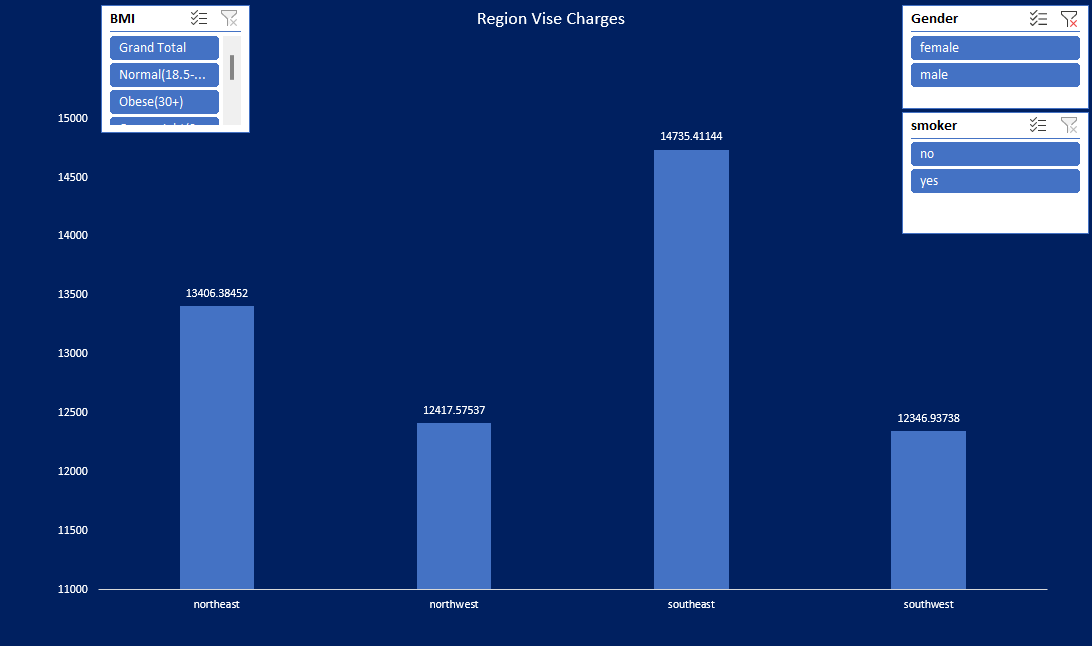 Region Vise Charges
BMI
Grand Total
Normal(18.5-...
Obese(30+)
Gender
female
male
smoker
no
yes
15000
14500
14000
13500
13000
12500
12000
11500
11000
13406.38452
12417.57537
14735.41144
12346.93738
northeast
northwest
southeast
southwest